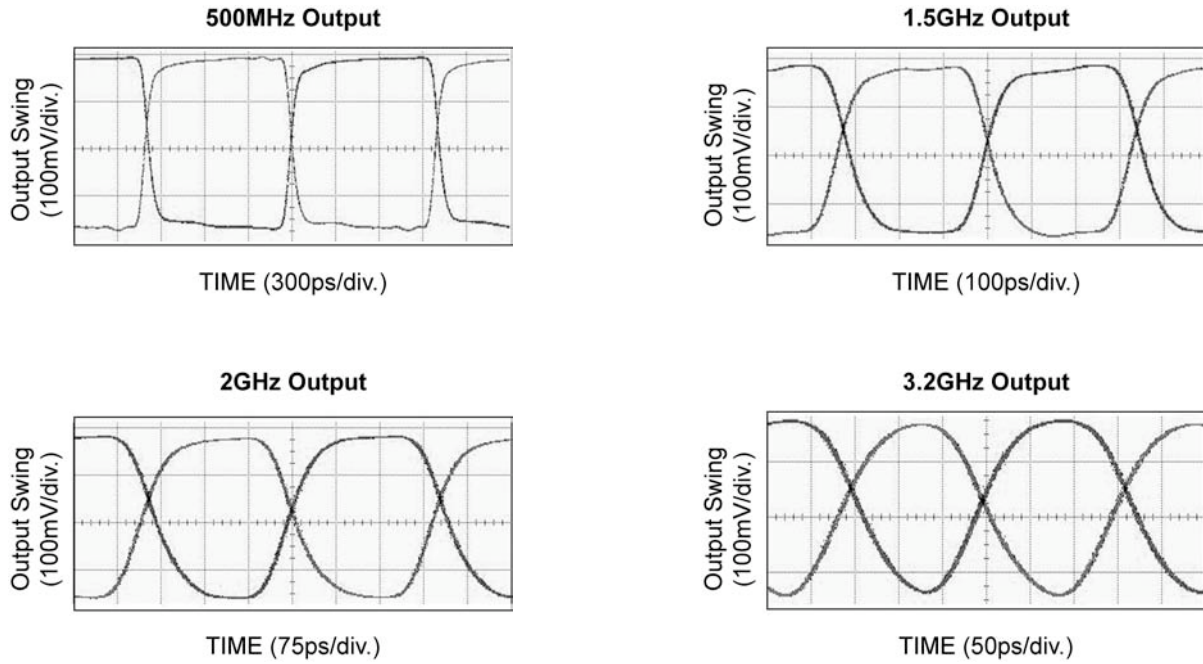 500MHz Output
Output Swing
(100mV/div.)
TIME (300ps/div.)
1.5GHz Output
Output Swing
(100mV/div.)
TIME (100ps/div.)
2GHz Output
Output Swing
(100mV/div.)
TIME (75ps/div.)
3.2GHz Output
Output Swing
(100mV/div.)
TIME (50ps/div.)